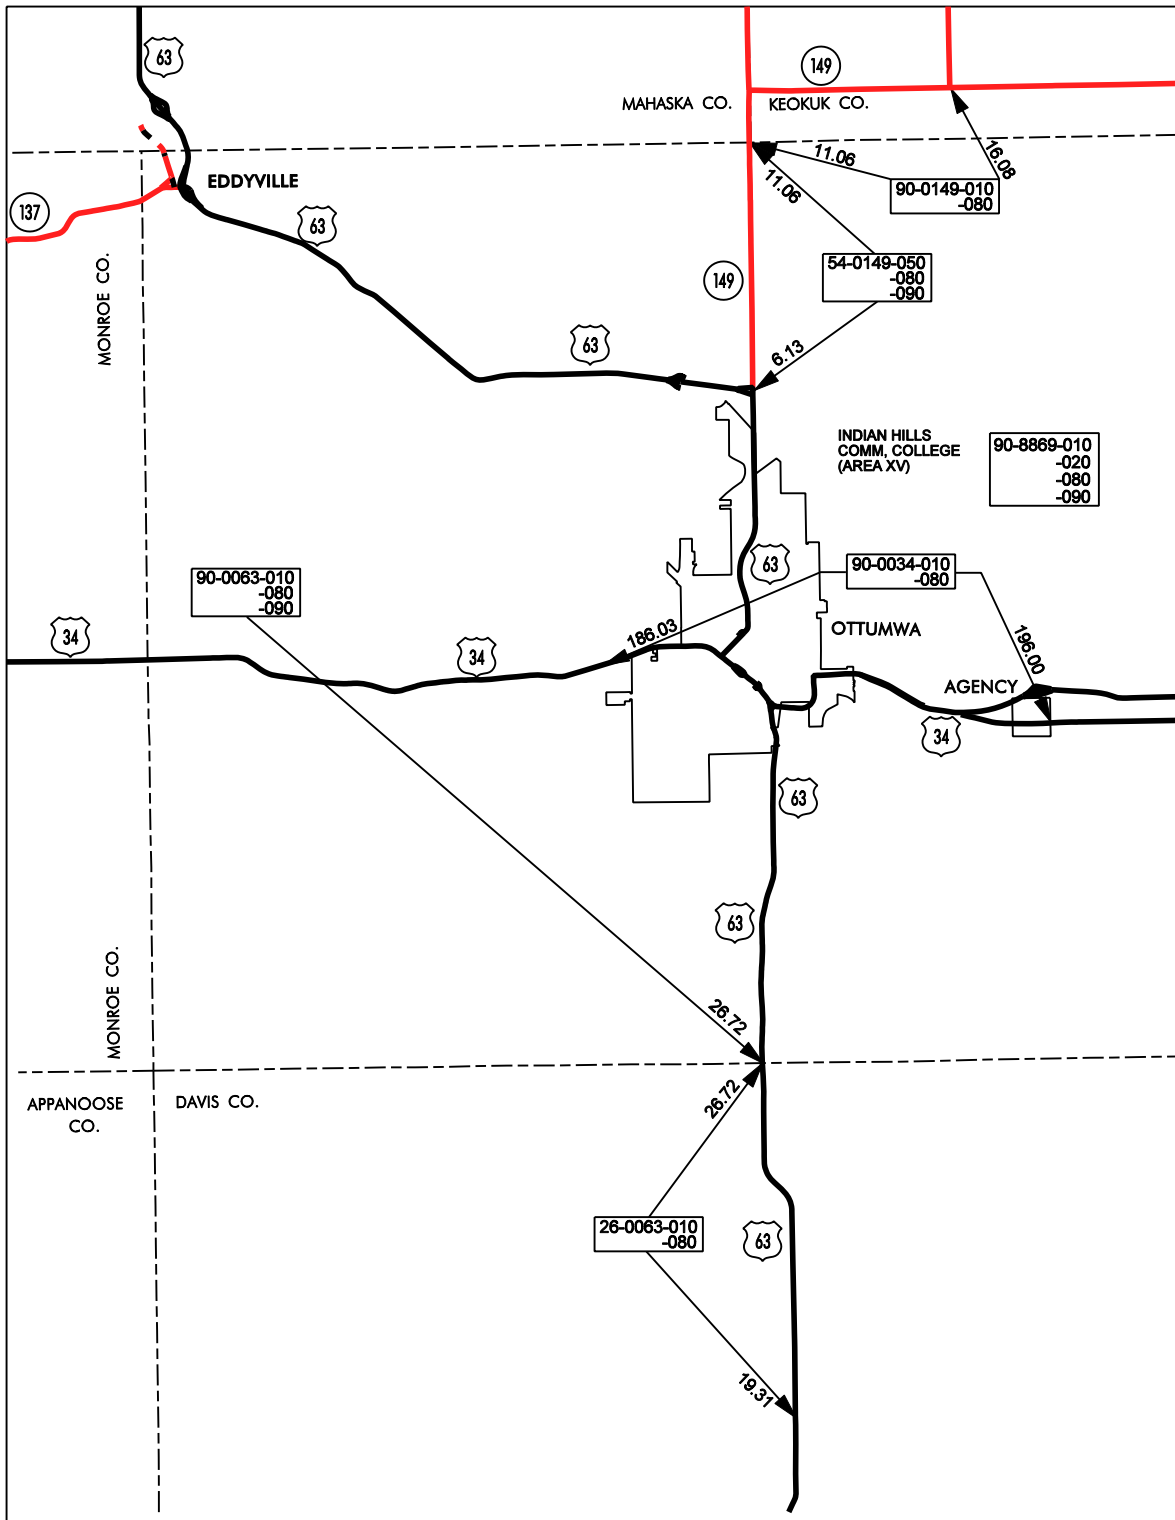 63
149
MAHASKA CO.
KEOKUK CO.
11.06
16.08
11.06
90-0149-010
-080
EDDYVILLE
137
63
54-0149-050
-080
-090
149
MONROE CO.
63
6.13
INDIAN HILLS
COMM, COLLEGE
(AREA XV)
90-8869-010
-020
-080
-090
63
90-0063-010
-080
-090
90-0034-010
-080
34
186.03
OTTUMWA
196.00
34
AGENCY
34
63
63
MONROE CO.
26.72
APPANOOSE
CO.
DAVIS CO.
26.72
26-0063-010
-080
63
19.31